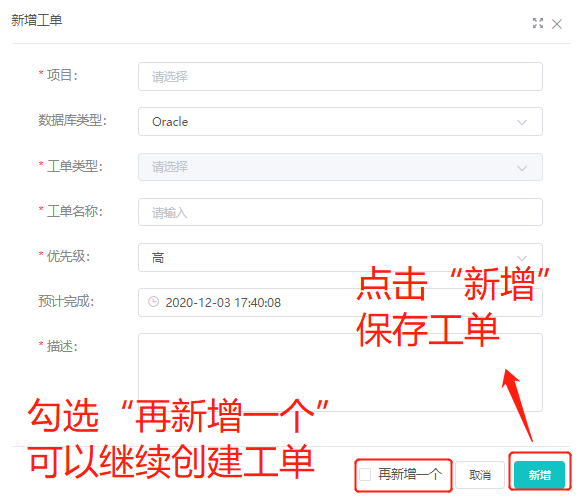 新增工单
* 项目： 请选择
数据库类型： Oracle
* 工单类型： 请选择
* 工单名称： 请输入
* 优先级： 高
预计完成： 2020-12-03 17:40:08
* 描述：
点击“新增”
保存工单
勾选“再新增一个”
可以继续创建工单
再新增一个 取消 新增